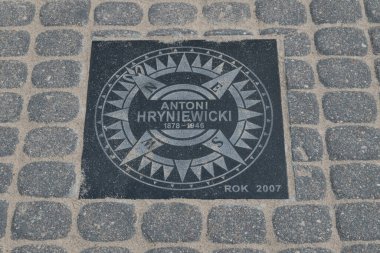 N
E
ANTONI
HRYNIEWICKI
1878 - 1946
W
S
ROK 2007